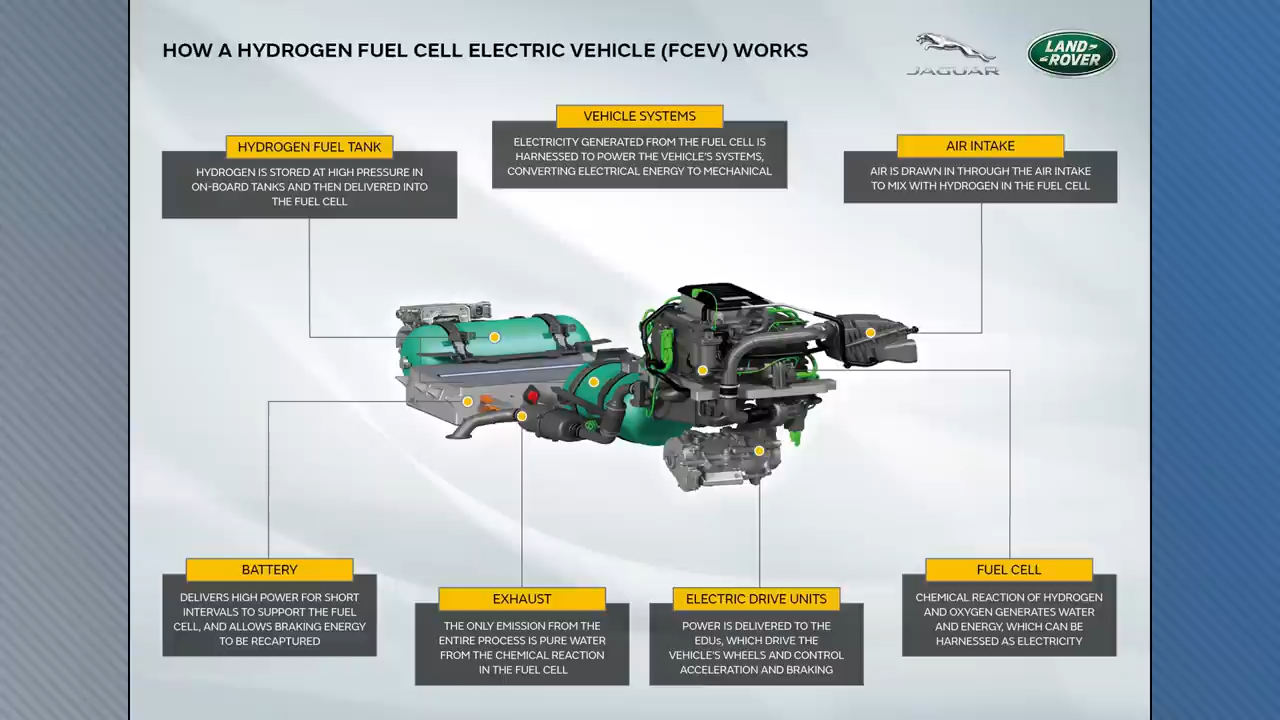 HOW A HYDROGEN FUEL CELL ELECTRIC VEHICLE (FCEV) WORKS
JAGUAR
LAND
ROVER
VEHICLE SYSTEMS
ELECTRICITY GENERATED FROM THE FUEL CELL IS
HARNESSED TO POWER THE VEHICLE'S SYSTEMS,
CONVERTING ELECTRICAL ENERGY TO MECHANICAL
HYDROGEN FUEL TANK
HYDROGEN IS STORED AT HIGH PRESSURE IN
ON-BOARD TANKS AND THEN DELIVERED INTO
THE FUEL CELL
AIR INTAKE
AIR IS DRAWN IN THROUGH THE AIR INTAKE
TO MIX WITH HYDROGEN IN THE FUEL CELL
BATTERY
DELIVERS HIGH POWER FOR SHORT
INTERVALS TO SUPPORT THE FUEL
CELL, AND ALLOWS BRAKING ENERGY
TO BE RECAPTURED
EXHAUST
THE ONLY EMISSION FROM THE
ENTIRE PROCESS IS PURE WATER
FROM THE CHEMICAL REACTION
IN THE FUEL CELL
ELECTRIC DRIVE UNITS
POWER IS DELIVERED TO THE
EDUs, WHICH DRIVE THE
VEHICLE'S WHEELS AND CONTROL
ACCELERATION AND BRAKING
FUEL CELL
CHEMICAL REACTION OF HYDROGEN
AND OXYGEN GENERATES WATER
AND ENERGY, WHICH CAN BE
HARNESSED AS ELECTRICITY